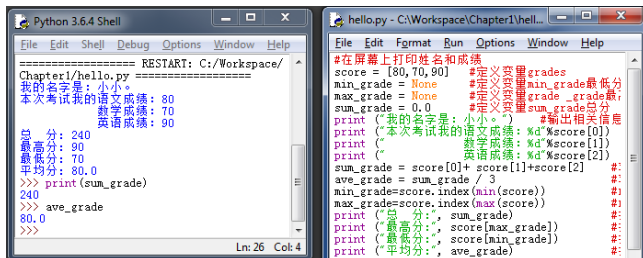 Python 3.6.4 Shell
File Edit Shell Debug Options Window Help
================== RESTART: C:/Workspace/
Chapter1/hello.py ==================
我的名字是: 小小。
本次考试我的语文成绩: 80
数学成绩: 70
英语成绩: 90
总 分: 240
最高分: 90
最低分: 70
平均分: 80.0
>>> print(sum_grade)
240
>>> ave_grade
80.0
>>>
Ln: 26 Col: 4
hello.py - C:\Workspace\Chapter1\hell...
File Edit Format Run Options Window Help
#在屏幕上打印姓名和成绩
score = [80,70,90] #定义变量grades
min_grade = None #定义变量min_grade最低分
max_grade = None #定义变量grade _grade最
sum_grade = 0.0 #定义变量sum_grade总分
print ("我的名字是: 小小。") #输出相关信息
print ("本次考试我的语文成绩: %d"%score[0])
print (" 数学成绩: %d"%score[1])
print (" 英语成绩: %d"%score[2])
sum_grade = score[0]+ score[1]+score[2] #
ave_grade = sum_grade / 3 #
min_grade=score.index(min(score)) #
max_grade=score.index(max(score)) #
print ("总 分:", sum_grade) #
print ("最高分:", score[max_grade]) #
print ("最低分:", score[min_grade]) #
print ("平均分:", ave_grade) #